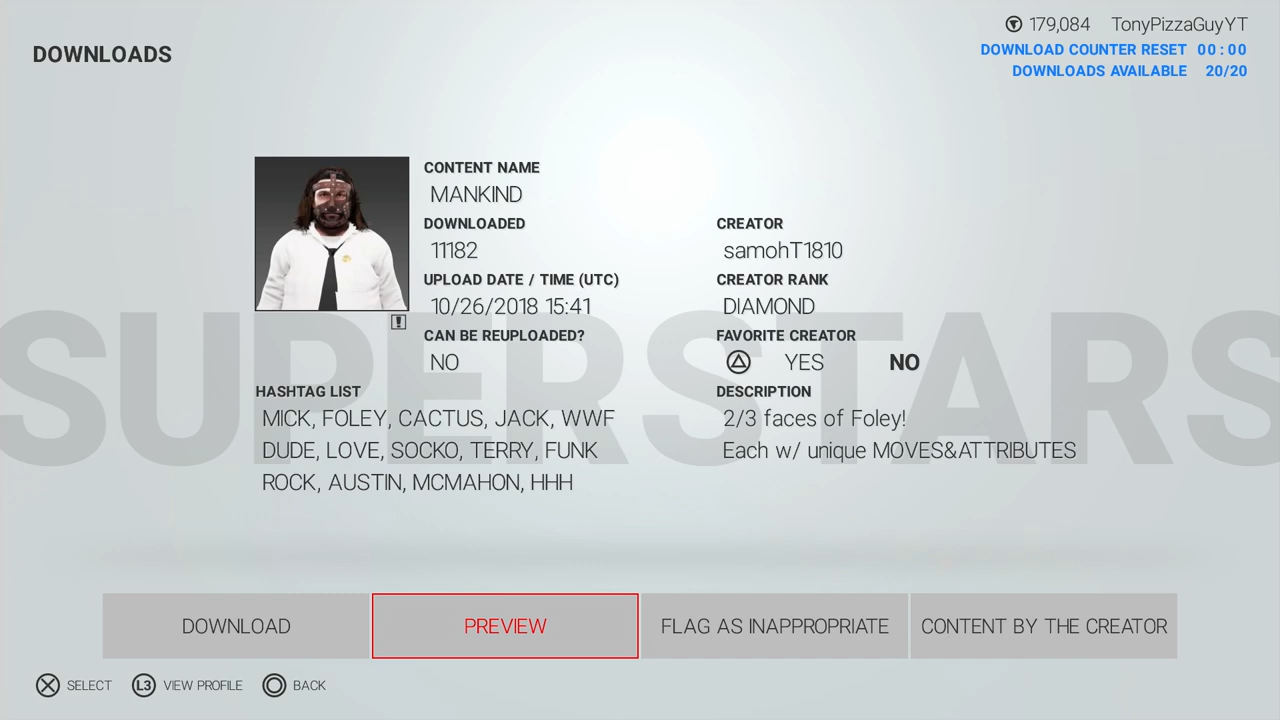 179,084 TonyPizzaGuyYT
DOWNLOADS
DOWNLOAD COUNTER RESET 00:00
DOWNLOADS AVAILABLE 20/20
CONTENT NAME
MANKIND
DOWNLOADED
11182
CREATOR
samohT1810
UPLOAD DATE / TIME (UTC)
10/26/2018 15:41
CREATOR RANK
DIAMOND
CAN BE REUPLOADED?
NO
FAVORITE CREATOR
YES NO
SUPERSTARS
HASHTAG LIST
MICK, FOLEY, CACTUS, JACK, WWF
DUDE, LOVE, SOCKO, TERRY, FUNK
ROCK, AUSTIN, MCMAHON, HHH
DESCRIPTION
2/3 faces of Foley!
Each w/ unique MOVES&ATTRIBUTES
DOWNLOAD
PREVIEW
FLAG AS INAPPROPRIATE
CONTENT BY THE CREATOR
SELECT
L3 VIEW PROFILE
BACK